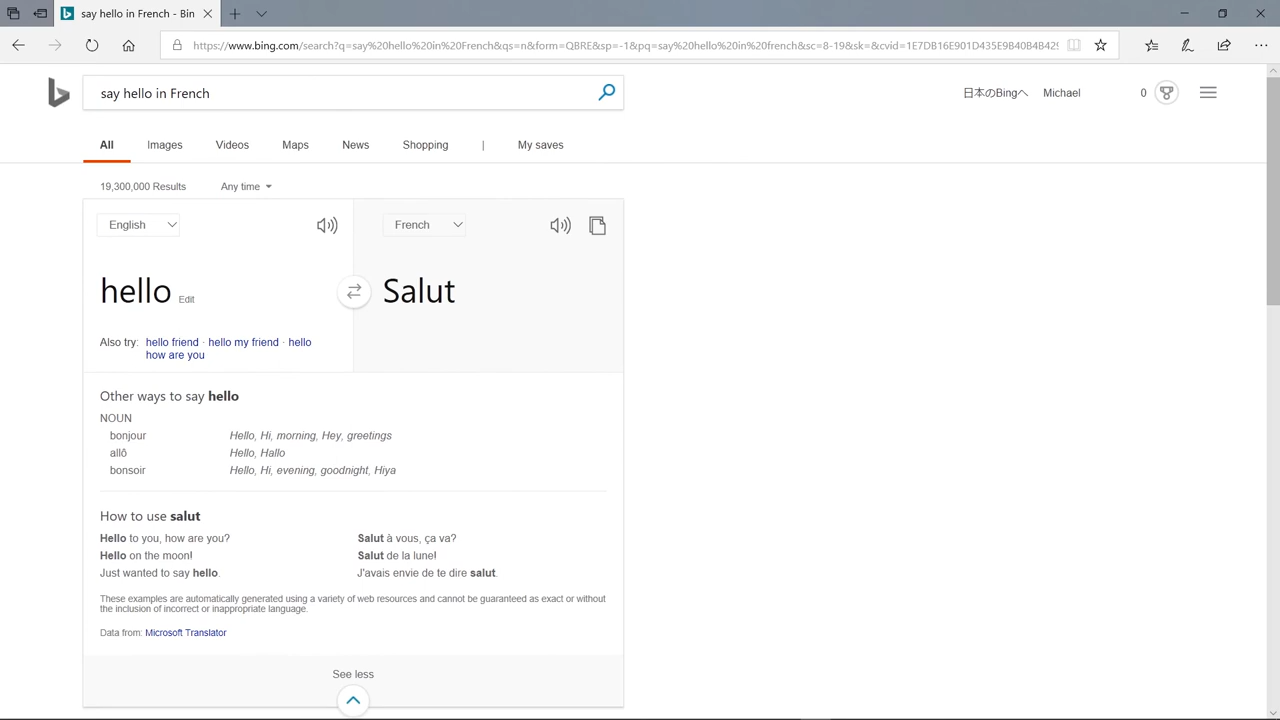 say hello in French - Bin
https://www.bing.com/search?q=say%20hello%20in%20French&qs=n&form=QBRE&sp=-1&pq=say%20hello%20in%20french&sc=8-19&sk=&cvid=1E7DB16E901D435E9B40B4B429
say hello in French
日本のBingへ Michael 0
All Images Videos Maps News Shopping | My saves
19,300,000 Results Any time
English French
hello Edit Salut
Also try: hello friend - hello my friend - hello
how are you
Other ways to say hello
NOUN
bonjour Hello, Hi, morning, Hey, greetings
allô Hello, Hallo
bonsoir Hello, Hi, evening, goodnight, Hiya
How to use salut
Hello to you, how are you? Salut à vous, ça va?
Hello on the moon! Salut de la lune!
Just wanted to say hello. J'avais envie de te dire salut.
These examples are automatically generated using a variety of web resources and cannot be guaranteed as exact or without
the inclusion of incorrect or inappropriate language.
Data from: Microsoft Translator
See less